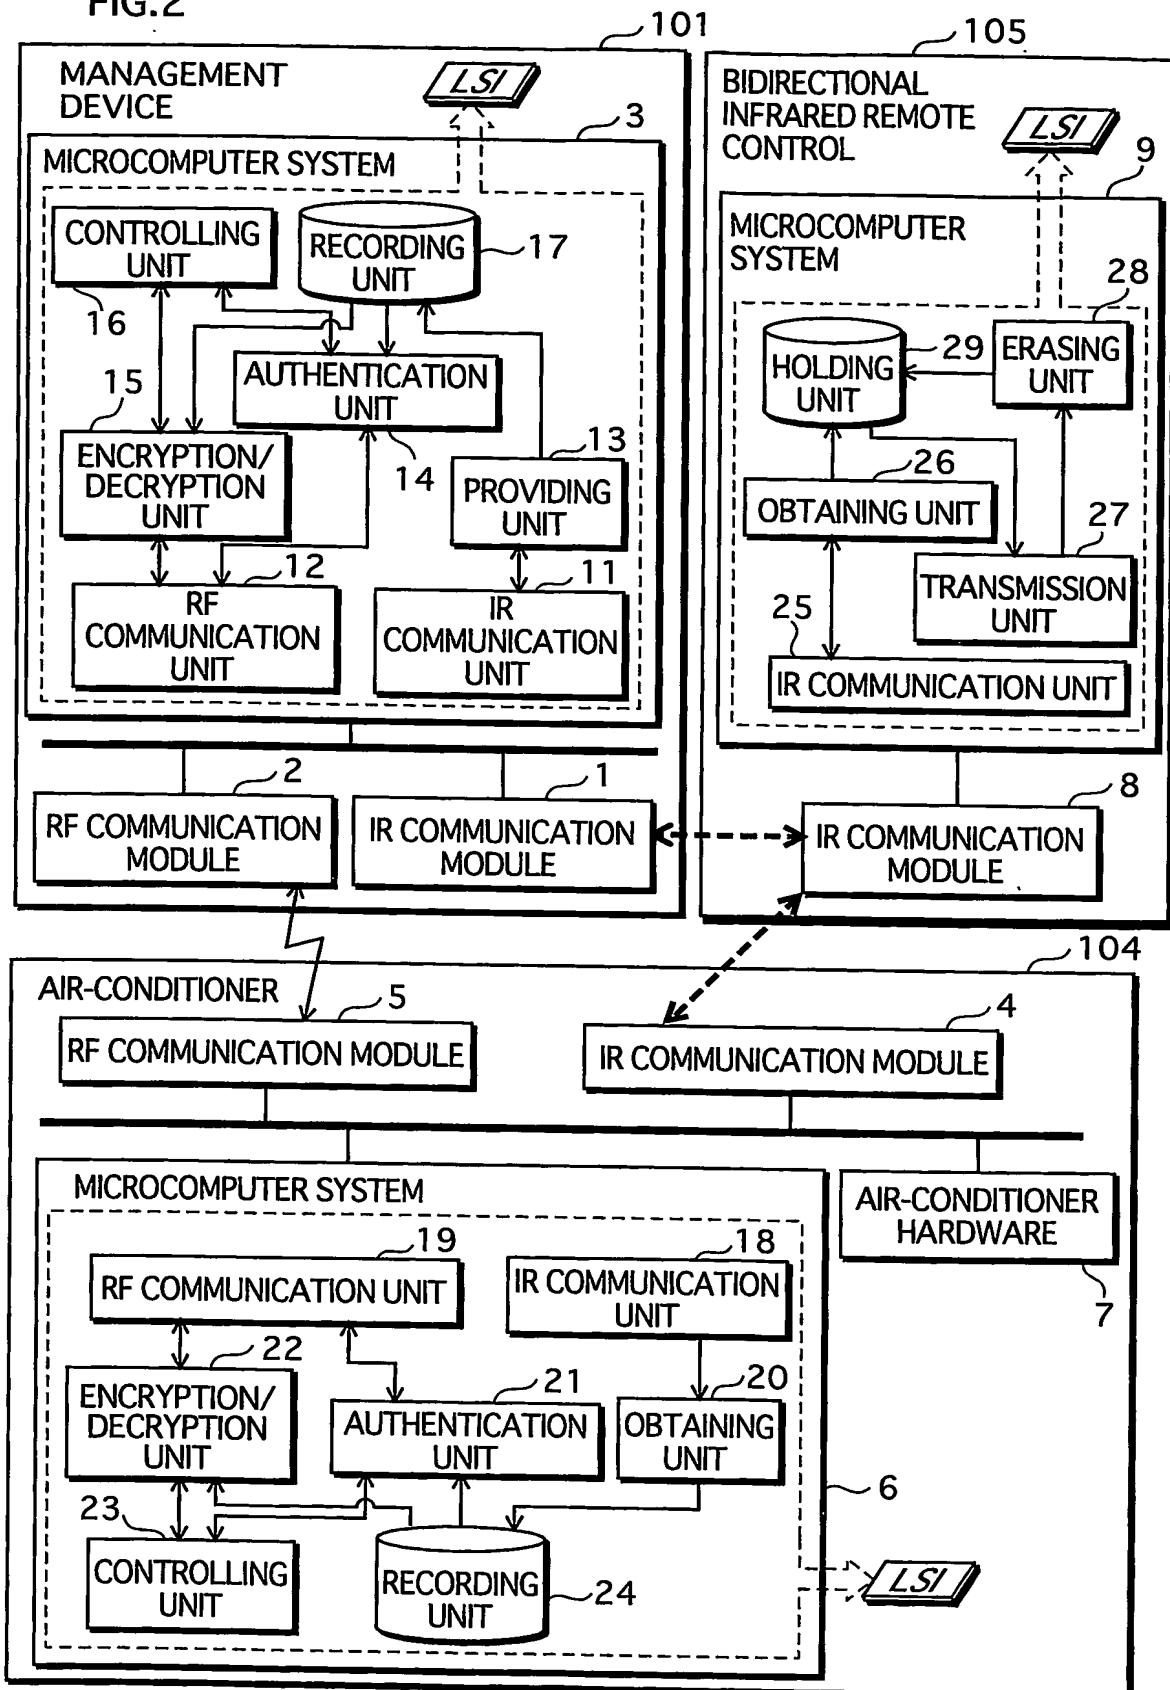 FIG.2
101
MANAGEMENT
DEVICE
LSI
3
MICROCOMPUTER SYSTEM
CONTROLLING
UNIT
16
RECORDING
UNIT
17
15
AUTHENTICATION
UNIT
14
ENCRYPTION/
DECRYPTION
UNIT
13
PROVIDING
UNIT
12
RF
COMMUNICATION
UNIT
11
IR
COMMUNICATION
UNIT
2
RF COMMUNICATION
MODULE
1
IR COMMUNICATION
MODULE
105
BIDIRECTIONAL
INFRARED REMOTE
CONTROL
LSI
9
MICROCOMPUTER
SYSTEM
28
HOLDING
UNIT
29
ERASING
UNIT
26
OBTAINING UNIT
27
TRANSMISSION
UNIT
25
IR COMMUNICATION UNIT
8
IR COMMUNICATION
MODULE
104
AIR-CONDITIONER
5
RF COMMUNICATION MODULE
4
IR COMMUNICATION MODULE
MICROCOMPUTER SYSTEM
AIR-CONDITIONER
HARDWARE
7
19
RF COMMUNICATION UNIT
18
IR COMMUNICATION
UNIT
22
ENCRYPTION/
DECRYPTION
UNIT
21
AUTHENTICATION
UNIT
20
OBTAINING
UNIT
6
23
CONTROLLING
UNIT
RECORDING
UNIT
24
LSI